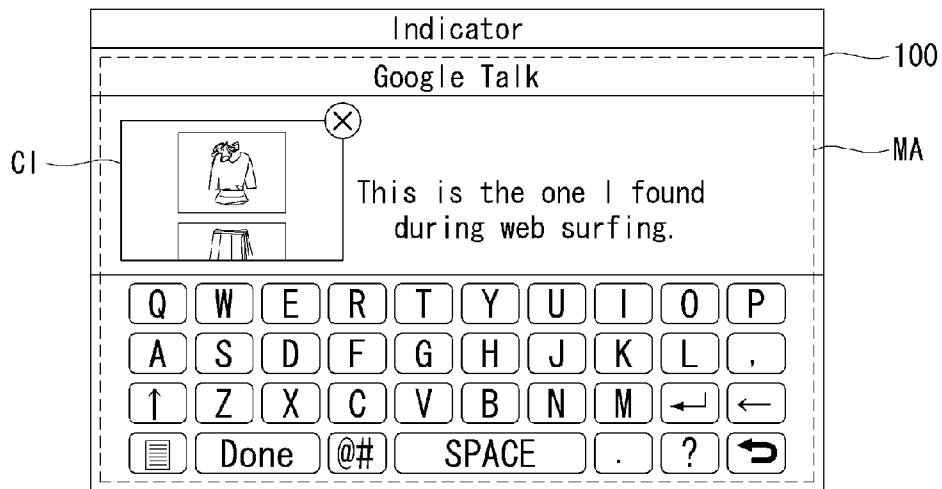 Indicator
100
Google Talk
MA
CI
This is the one I found
during web surfing.
Q W E R T Y U I O P
A S D F G H J K L ,
↑ Z X C V B N M ↵ ←
Done @# SPACE . ?